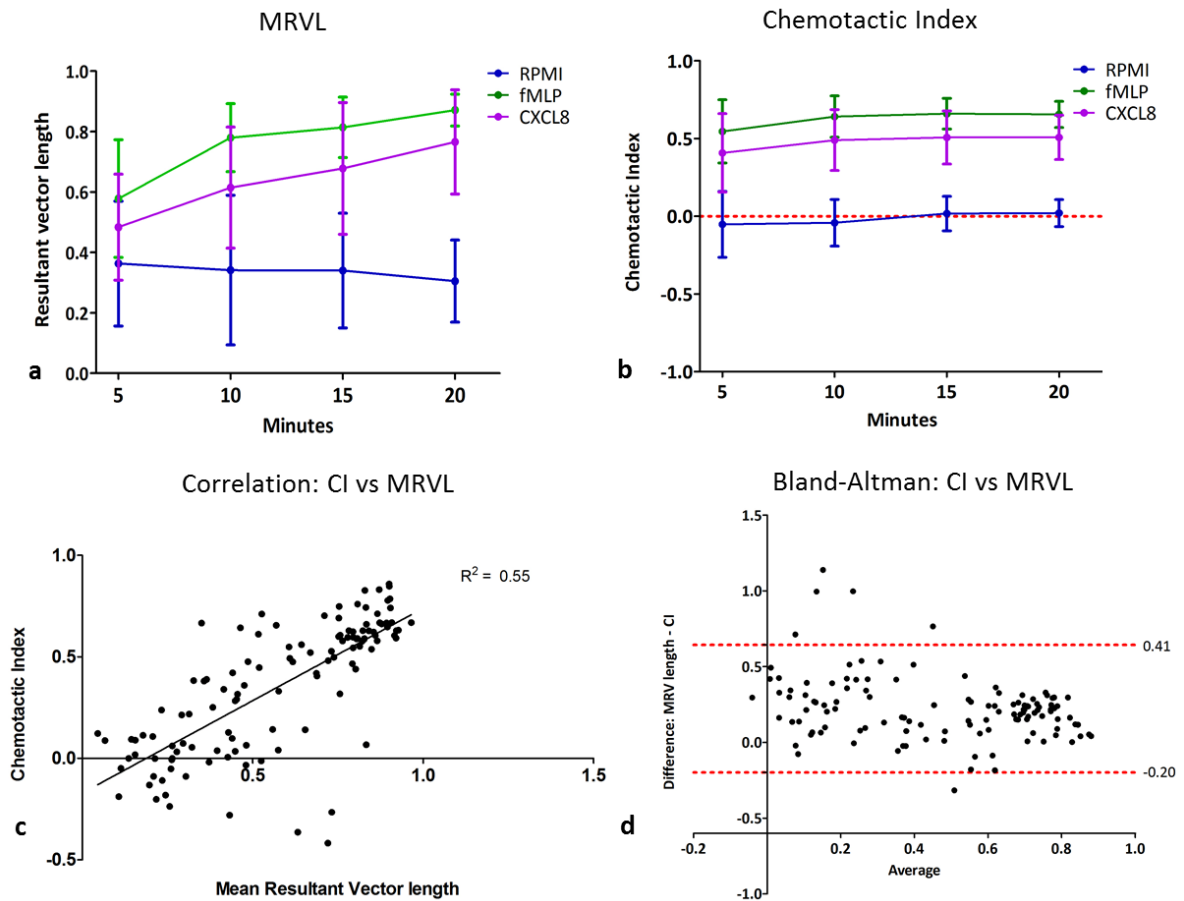 MRVL
1.0
0.8
0.6
0.4
0.2
0.0
Resultant vector length
5 10 15 20
Minutes
RPMI
fMLP
CXCL8
a
Chemotactic Index
1.0
0.5
0.0
-0.5
-1.0
Chemotactic Index
5 10 15 20
Minutes
RPMI
fMLP
CXCL8
b
Correlation: CI vs MRVL
1.0
0.5
0.0
-0.5
Chemotactic Index
0.5 1.0 1.5
R² = 0.55
Mean Resultant Vector length
c
Bland-Altman: CI vs MRVL
1.5
1.0
0.5
0.0
-0.5
-1.0
Difference: MRV length - CI
0.41
-0.20
-0.2 0.2 0.4 0.6 0.8 1.0
Average
d